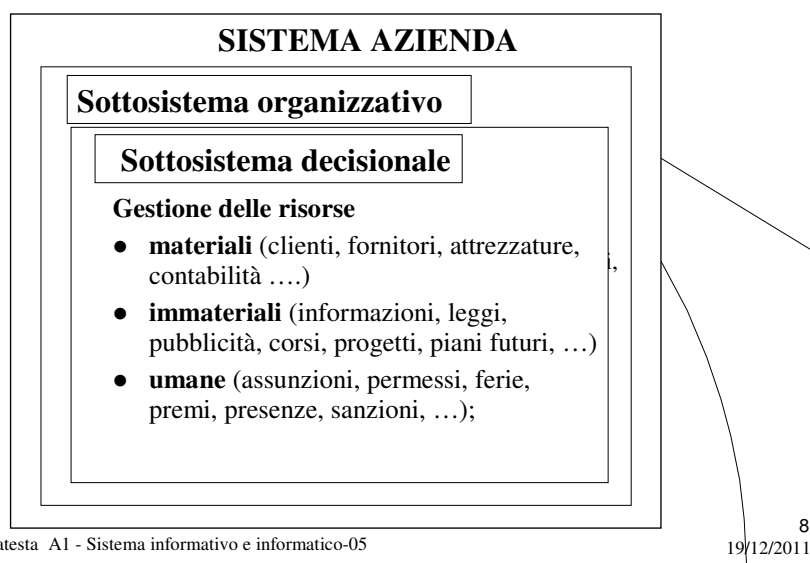 SISTEMA AZIENDA
Sottosistema organizzativo
Sottosistema decisionale
Gestione delle risorse
● materiali (clienti, fornitori, attrezzature,
contabilità ….)
● immateriali (informazioni, leggi,
pubblicità, corsi, progetti, piani futuri, …)
● umane (assunzioni, permessi, ferie,
premi, presenze, sanzioni, …);
8
A1 - Sistema informativo e informatico-05
19/12/2011